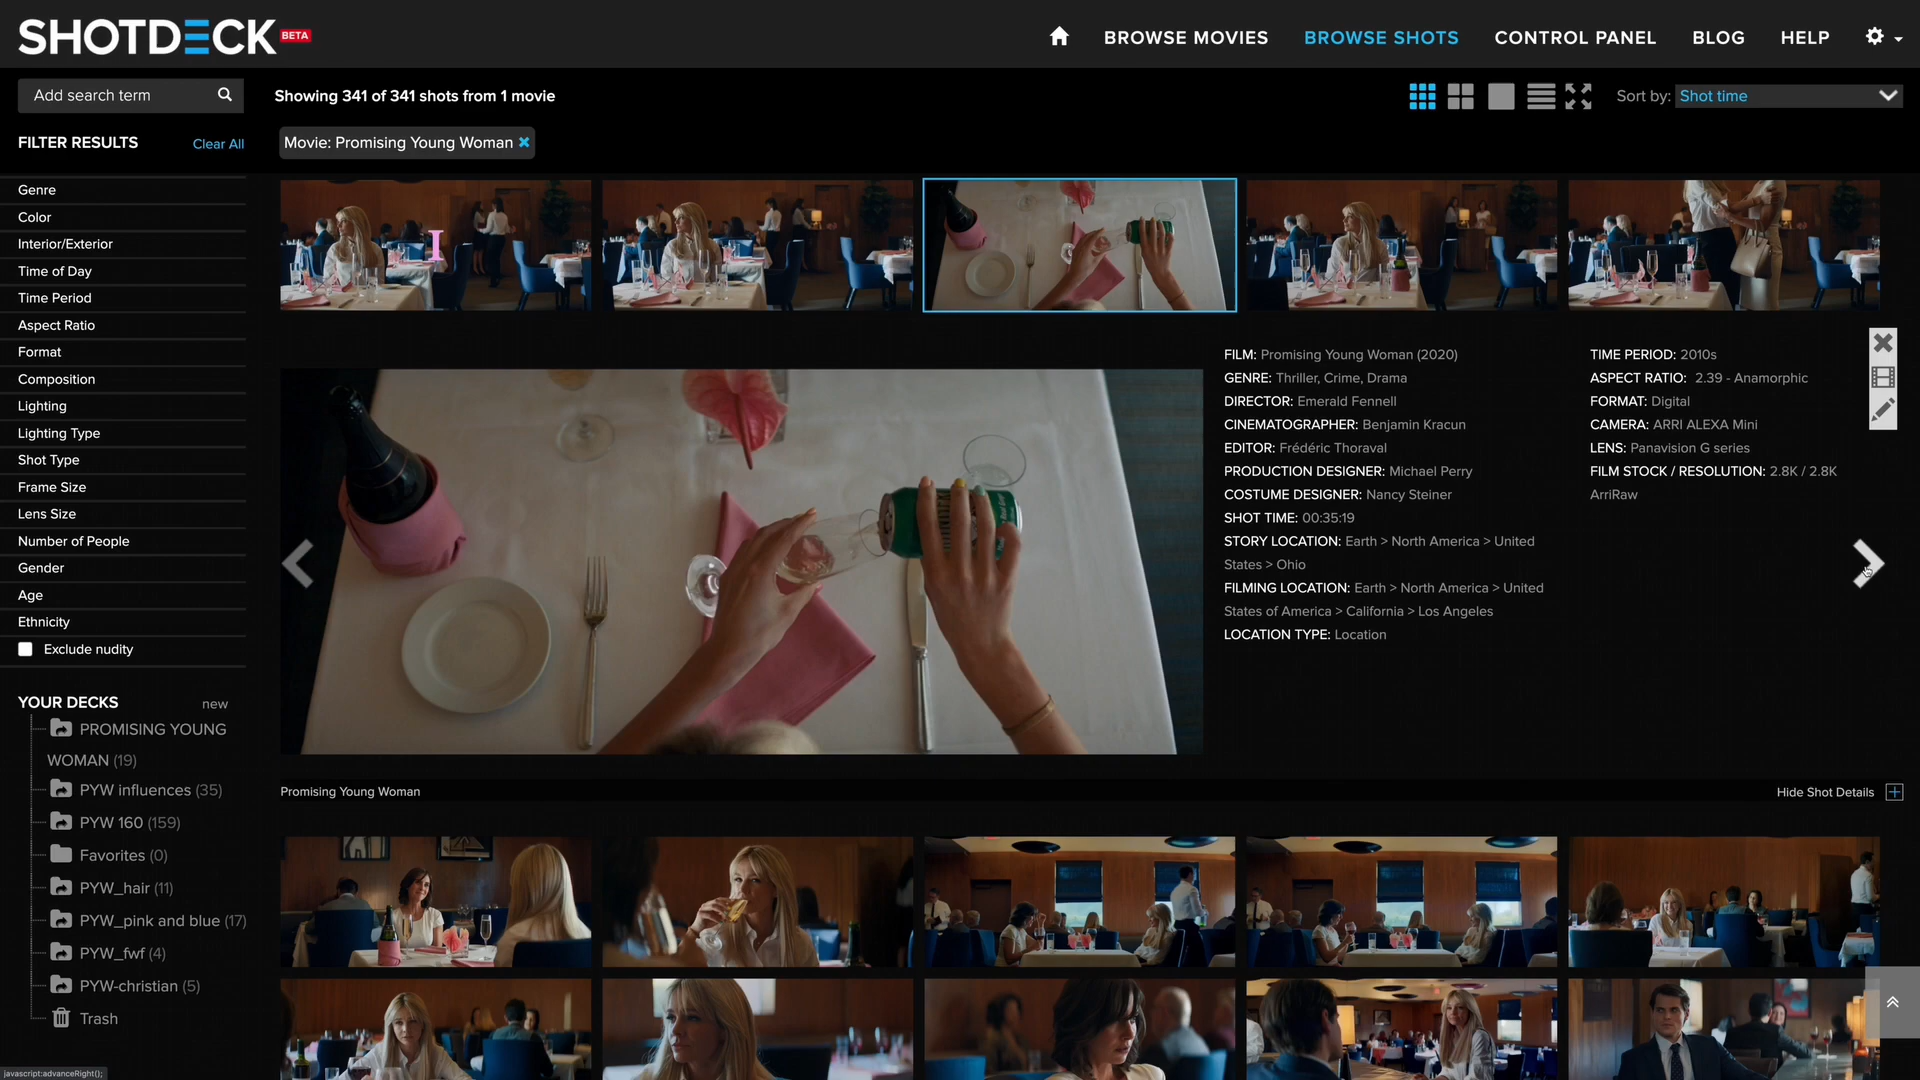 SHOTDECK BETA
BROWSE MOVIES
BROWSE SHOTS
CONTROL PANEL
BLOG
HELP
Add search term
Showing 341 of 341 shots from 1 movie
Sort by: Shot time
FILTER RESULTS
Clear All
Movie: Promising Young Woman
Genre
Color
Interior/Exterior
Time of Day
Time Period
Aspect Ratio
Format
Composition
Lighting
Lighting Type
Shot Type
Frame Size
Lens Size
Number of People
Gender
Age
Ethnicity
Exclude nudity
YOUR DECKS
new
PROMISING YOUNG
WOMAN (19)
PYW influences (35)
PYW 160 (159)
Favorites (0)
PYW_hair (11)
PYW_pink and blue (17)
PYW_fwf (4)
PYW-christian (5)
Trash
FILM: Promising Young Woman (2020)
GENRE: Thriller, Crime, Drama
DIRECTOR: Emerald Fennell
CINEMATOGRAPHER: Benjamin Kracun
EDITOR: Frédéric Thoraval
PRODUCTION DESIGNER: Michael Perry
COSTUME DESIGNER: Nancy Steiner
SHOT TIME: 00:35:19
STORY LOCATION: Earth > North America > United
States > Ohio
FILMING LOCATION: Earth > North America > United
States of America > California > Los Angeles
LOCATION TYPE: Location
TIME PERIOD: 2010s
ASPECT RATIO: 2.39 - Anamorphic
FORMAT: Digital
CAMERA: ARRI ALEXA Mini
LENS: Panavision G series
FILM STOCK / RESOLUTION: 2.8K / 2.8K
ArriRaw
Promising Young Woman
Hide Shot Details
javascript:advanceRight();